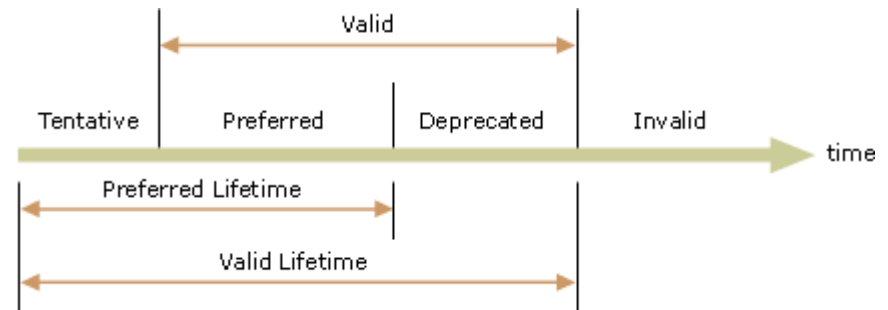 Valid
Tentative Preferred Deprecated Invalid
time
Preferred Lifetime
Valid Lifetime